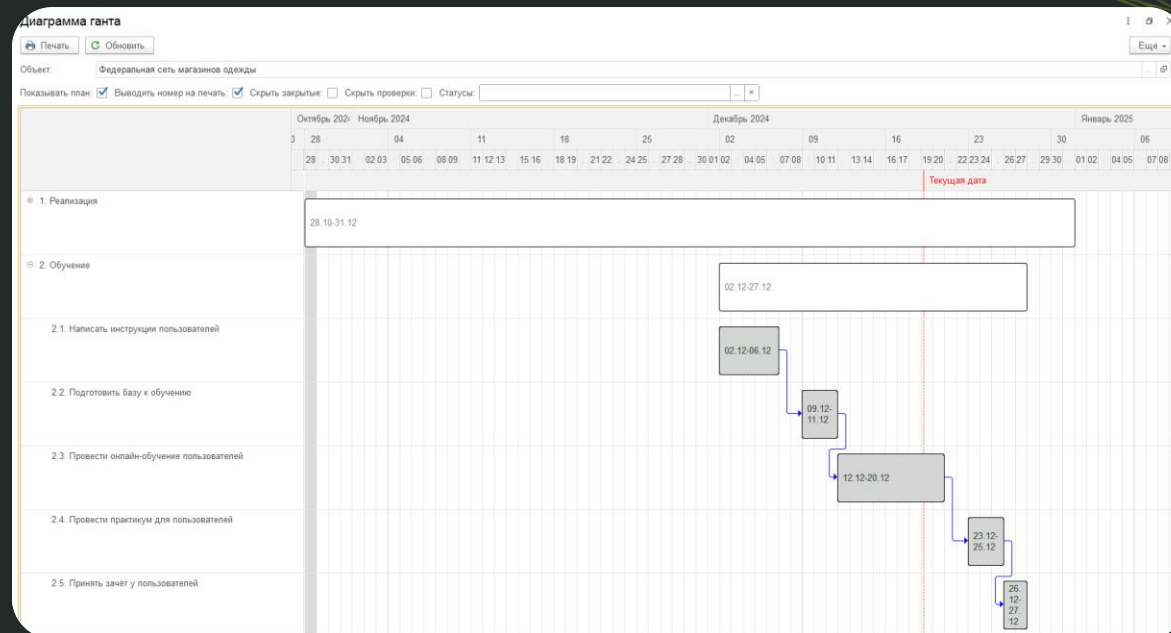 Диаграмма ганта
Печать Обновить Еще
Объект: Федеральная сеть магазинов одежды
Показывать план: Выводить номер на печать: Скрыть закрытые: Скрыть проверки: Статусы: ...
Октябрь 202 Ноябрь 2024 Декабрь 2024 Январь 2025
28 04 11 18 25 02 09 16 23 30 06
28 30 31 02 03 05 06 08 09 11 12 13 15 16 18 19 21 22 24 25 27 28 30 01 02 04 05 07 08 10 11 13 14 16 17 19 20 22 23 24 26 27 29 30 01 02 04 05 07 08
Текущая дата
1. Реализация
28.10-31.12
2. Обучение
02.12-27.12
2.1. Написать инструкции пользователей
02.12-06.12
2.2. Подготовить базу к обучению
09.12-
11.12
2.3. Провести онлайн-обучение пользователей
12.12-20.12
2.4. Провести практикум для пользователей
23.12-
25.12
2.5. Принять зачёт у пользователей
26.
12-
27.
12